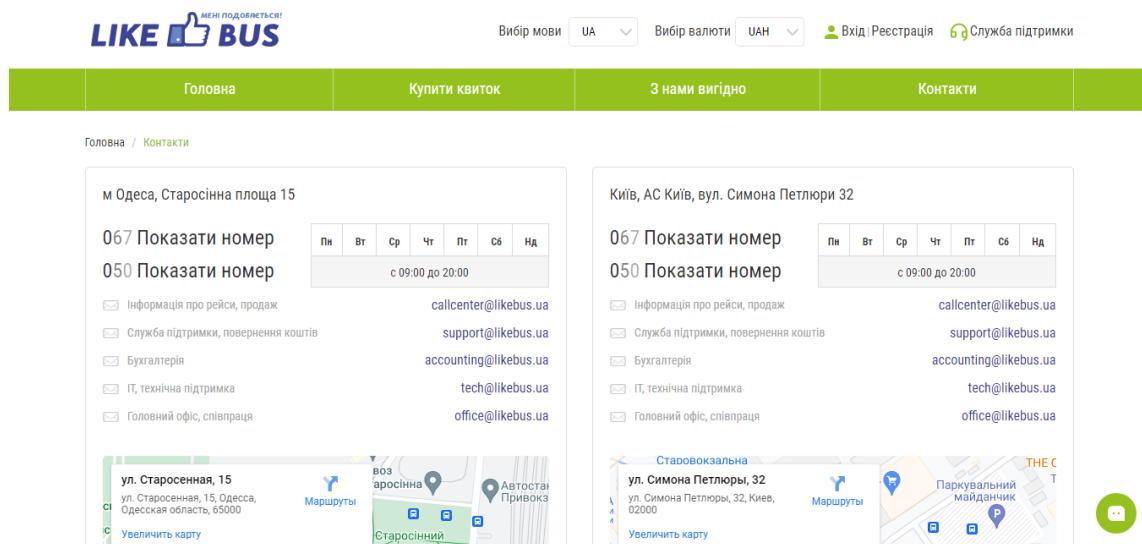 МЕНІ ПОДОБАЄТЬСЯ!
LIKE BUS
Вибір мови UA Вибір валюти UAH Вхід | Реєстрація Служба підтримки
Головна Купити квиток З нами вигідно Контакти
Головна / Контакти
м Одеса, Старосінна площа 15
067 Показати номер
050 Показати номер
Пн Вт Ср Чт Пт Сб Нд
с 09:00 до 20:00
Інформація про рейси, продаж callcenter@likebus.ua
Служба підтримки, повернення коштів support@likebus.ua
Бухгалтерія accounting@likebus.ua
IT, технічна підтримка tech@likebus.ua
Головний офіс, співпраця office@likebus.ua
ул. Старосенная, 15
ул. Старосенная, 15, Одесса,
Одесская область, 65000
Маршруты
Увеличить карту
Старосінний
Київ, АС Київ, вул. Симона Петлюри 32
067 Показати номер
050 Показати номер
Пн Вт Ср Чт Пт Сб Нд
с 09:00 до 20:00
Інформація про рейси, продаж callcenter@likebus.ua
Служба підтримки, повернення коштів support@likebus.ua
Бухгалтерія accounting@likebus.ua
IT, технічна підтримка tech@likebus.ua
Головний офіс, співпраця office@likebus.ua
Старовокзальна
ул. Симона Петлюры, 32
ул. Симона Петлюры, 32, Киев,
02000
Маршруты
Увеличить карту
Паркувальний
майданчик
P